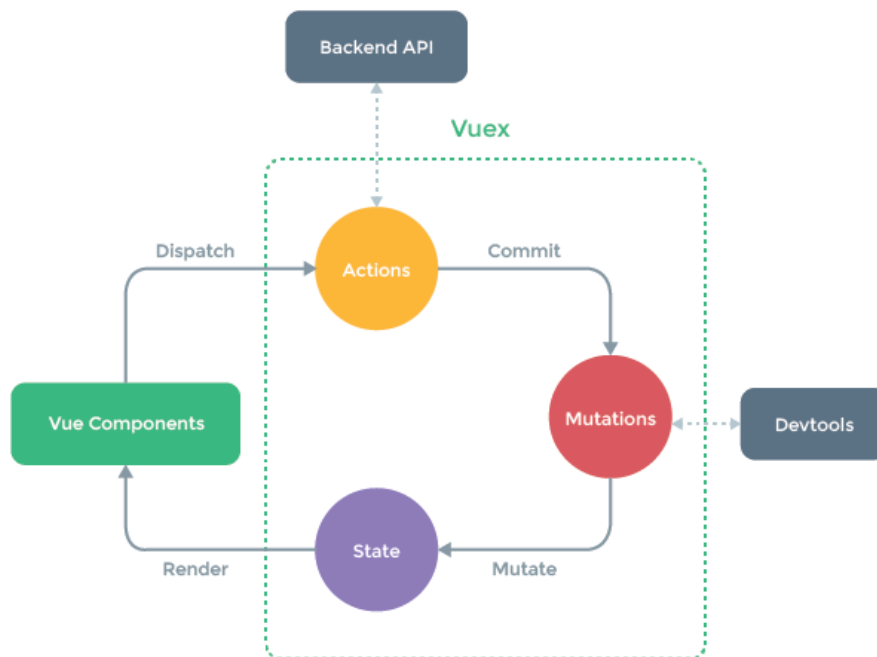 Backend API
Vuex
Dispatch
Actions
Commit
Vue Components
Mutations
Devtools
State
Render
Mutate